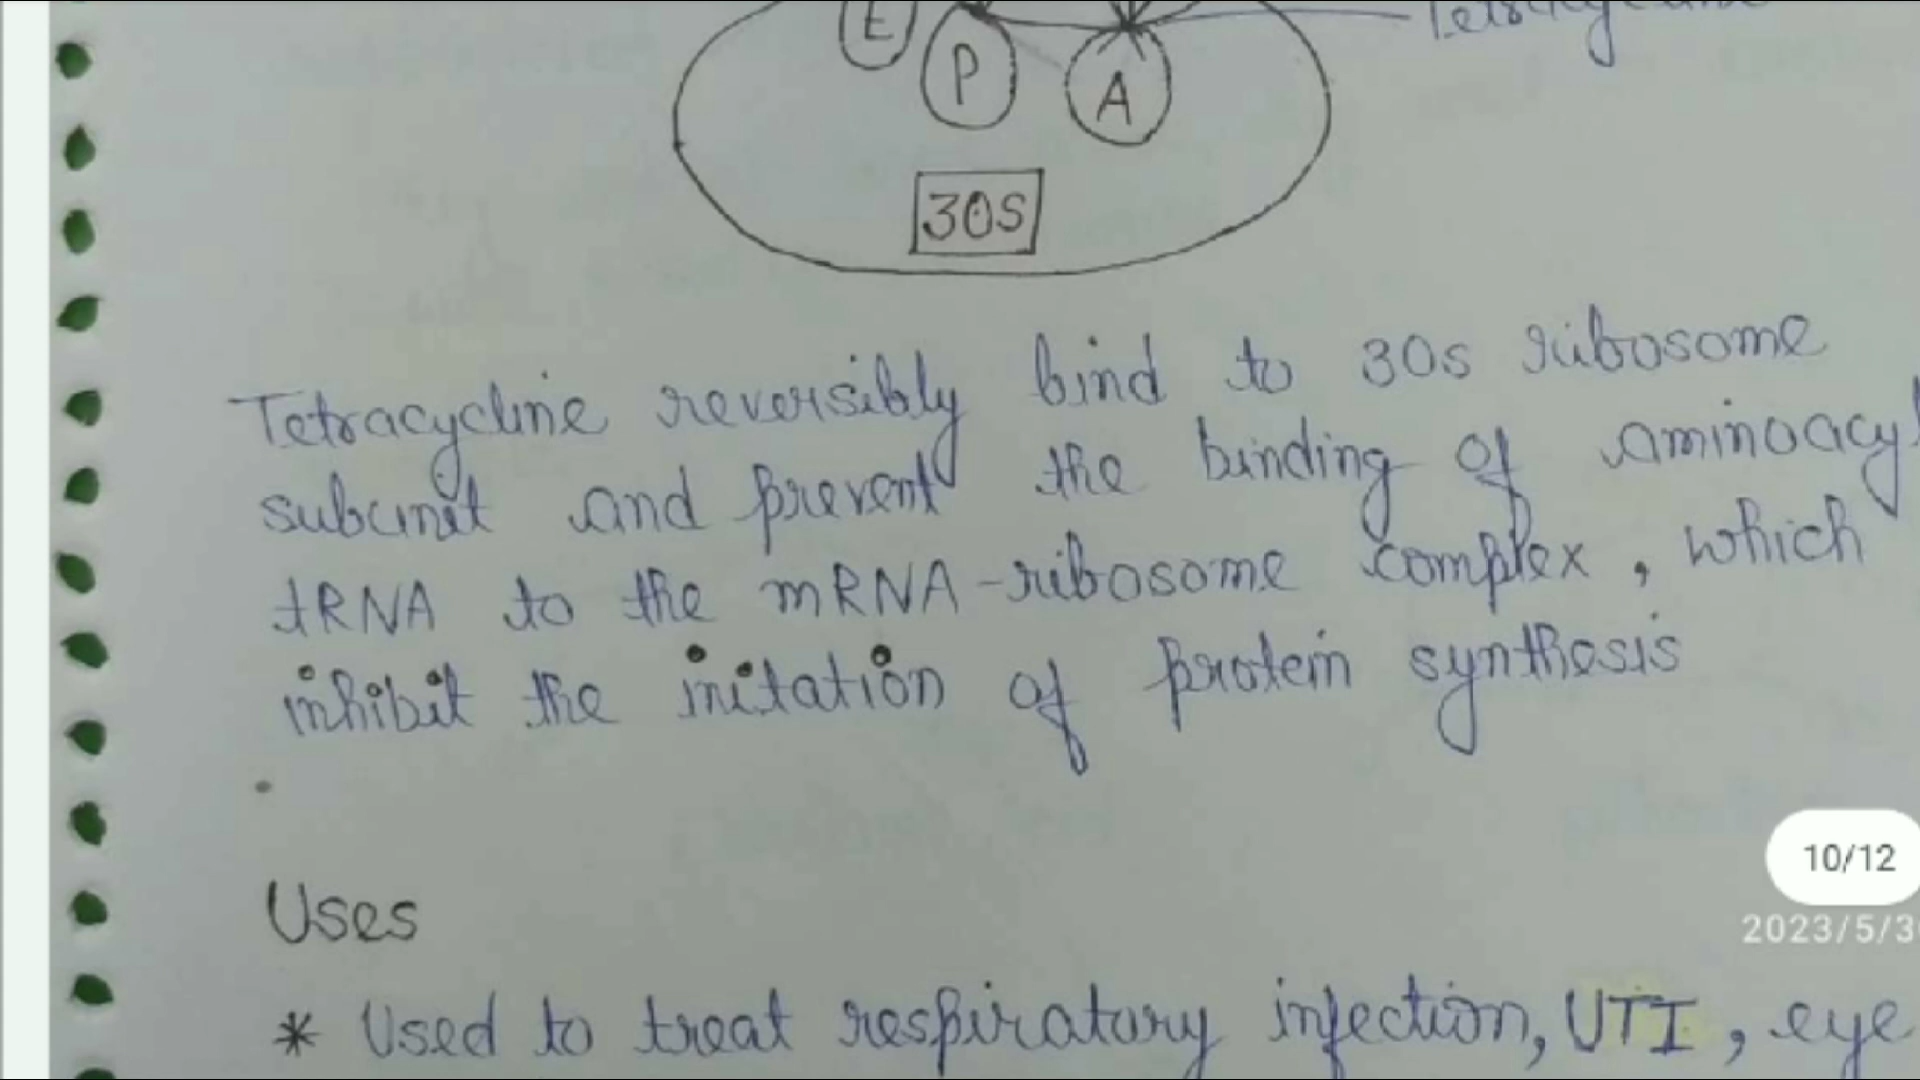 E
P
A
Tetracycline
30S
Tetracycline reversibly bind to 30s ribosome
subunit and prevent the binding of aminoacyl
tRNA to the mRNA-ribosome complex, which
inhibit the initation of protein synthesis
10/12
Uses
2023/5/30
* Used to treat respiratory infection, UTI, eye